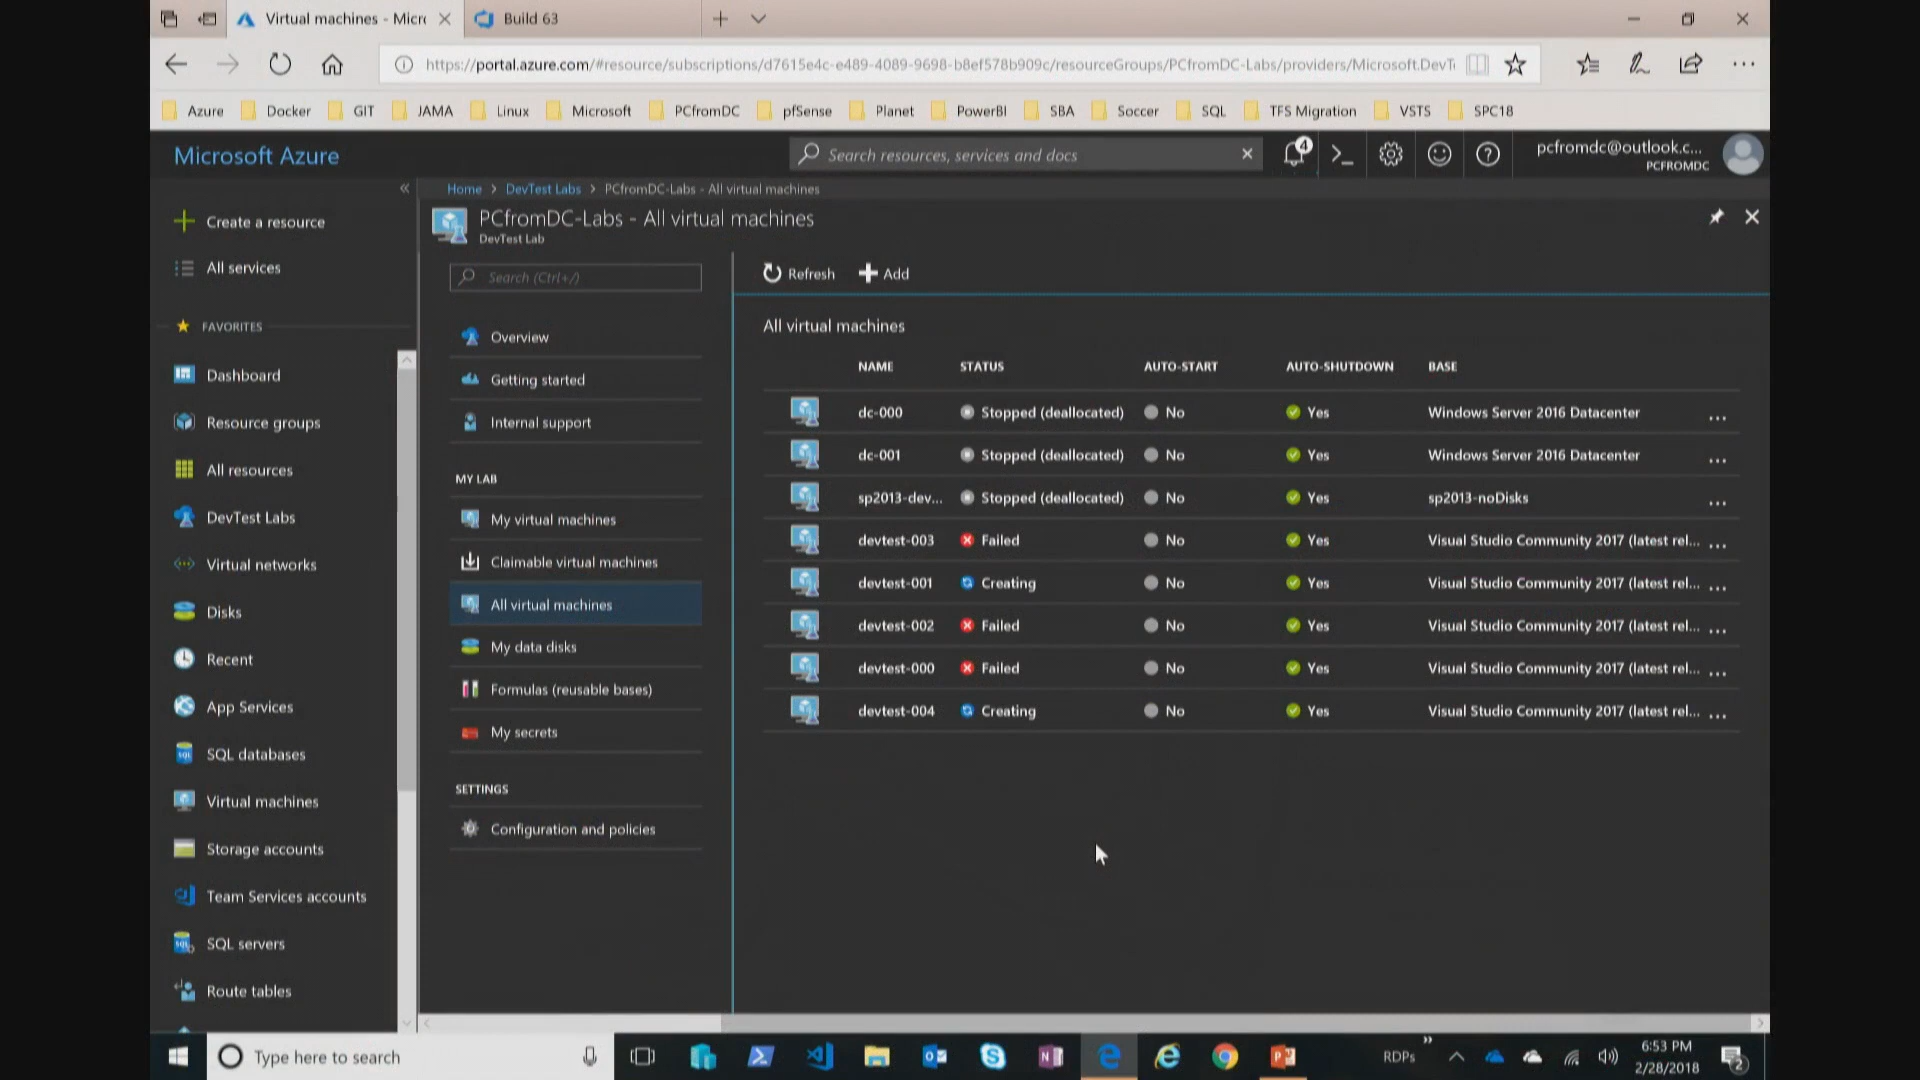 Virtual machines - Micr
Build 63
https://portal.azure.com/#resource/subscriptions/d7615e4c-e489-4089-9698-b8ef578b909c/resourceGroups/PCfromDC-Labs/providers/Microsoft.DevT
Azure
Docker
GIT
JAMA
Linux
Microsoft
PCfromDC
pfSense
Planet
PowerBI
SBA
Soccer
SQL
TFS Migration
VSTS
SPC18
Microsoft Azure
Search resources, services and docs
4
pcfromdc@outlook.c...
PCFROMDC
Create a resource
All services
FAVORITES
Dashboard
Resource groups
All resources
DevTest Labs
Virtual networks
Disks
Recent
App Services
SQL databases
Virtual machines
Storage accounts
Team Services accounts
SQL servers
Route tables
Home > DevTest Labs > PCfromDC-Labs - All virtual machines
PCfromDC-Labs - All virtual machines
DevTest Lab
Search (Ctrl+/)
Overview
Getting started
Internal support
MY LAB
My virtual machines
Claimable virtual machines
All virtual machines
My data disks
Formulas (reusable bases)
My secrets
SETTINGS
Configuration and policies
Refresh
Add
All virtual machines
NAME STATUS AUTO-START AUTO-SHUTDOWN BASE
dc-000 Stopped (deallocated) No Yes Windows Server 2016 Datacenter ...
dc-001 Stopped (deallocated) No Yes Windows Server 2016 Datacenter ...
sp2013-dev... Stopped (deallocated) No Yes sp2013-noDisks ...
devtest-003 Failed No Yes Visual Studio Community 2017 (latest rel... ...
devtest-001 Creating No Yes Visual Studio Community 2017 (latest rel... ...
devtest-002 Failed No Yes Visual Studio Community 2017 (latest rel... ...
devtest-000 Failed No Yes Visual Studio Community 2017 (latest rel... ...
devtest-004 Creating No Yes Visual Studio Community 2017 (latest rel... ...
Type here to search
RDPs
6:53 PM
2/28/2018
2